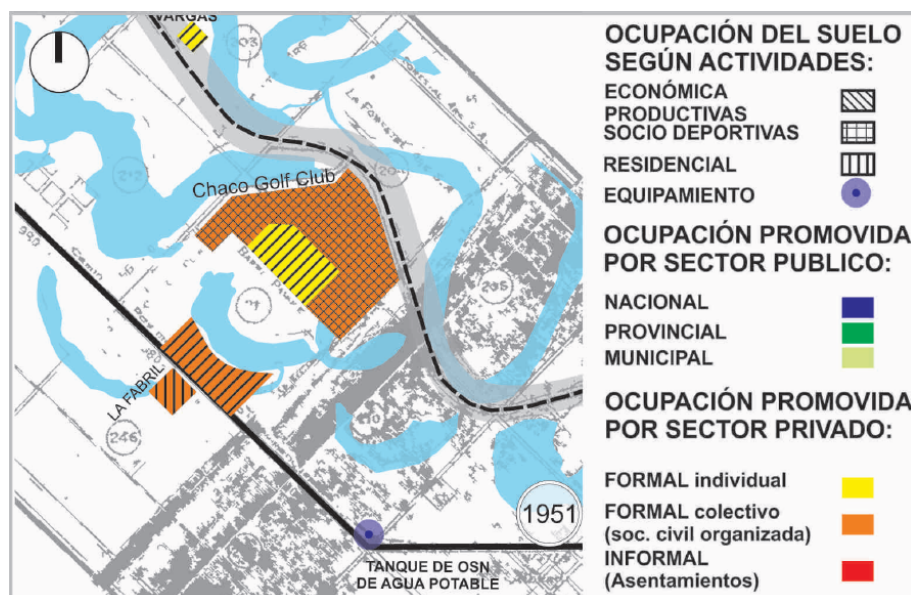 VARGAS
203
Chaco Golf Club
LA FABRIL
246
1951
TANQUE DE OSN
DE AGUA POTABLE
OCUPACIÓN DEL SUELO
SEGÚN ACTIVIDADES:
ECONÓMICA
PRODUCTIVAS
SOCIO DEPORTIVAS
RESIDENCIAL
EQUIPAMIENTO
OCUPACIÓN PROMOVIDA
POR SECTOR PUBLICO:
NACIONAL
PROVINCIAL
MUNICIPAL
OCUPACIÓN PROMOVIDA
POR SECTOR PRIVADO:
FORMAL individual
FORMAL colectivo
(soc. civil organizada)
INFORMAL
(Asentamientos)